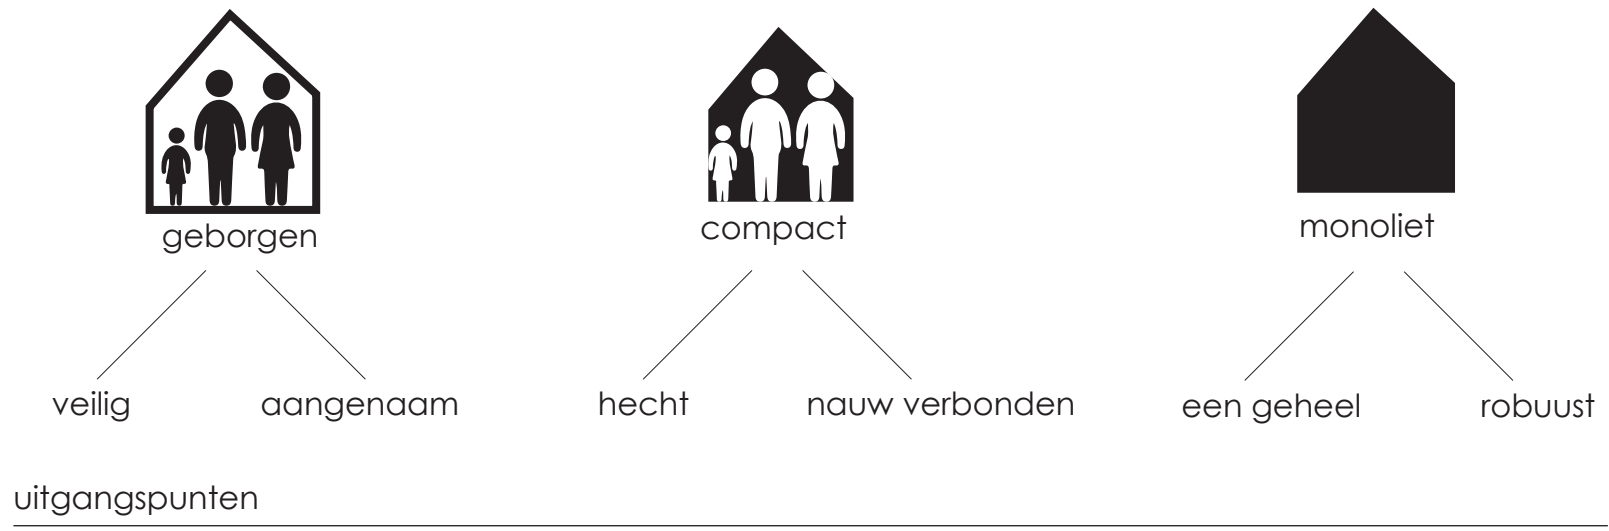 geborgen
compact
monoliet
veilig
aangenaam
hecht
nauw verbonden
een geheel
robuust
uitgangspunten